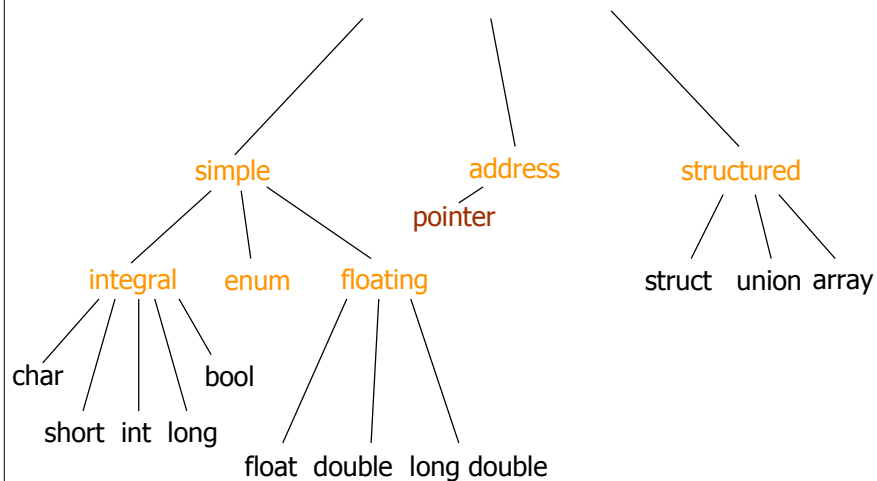 simple address structured
pointer
integral enum floating struct union array
char bool
short int long
float double long double